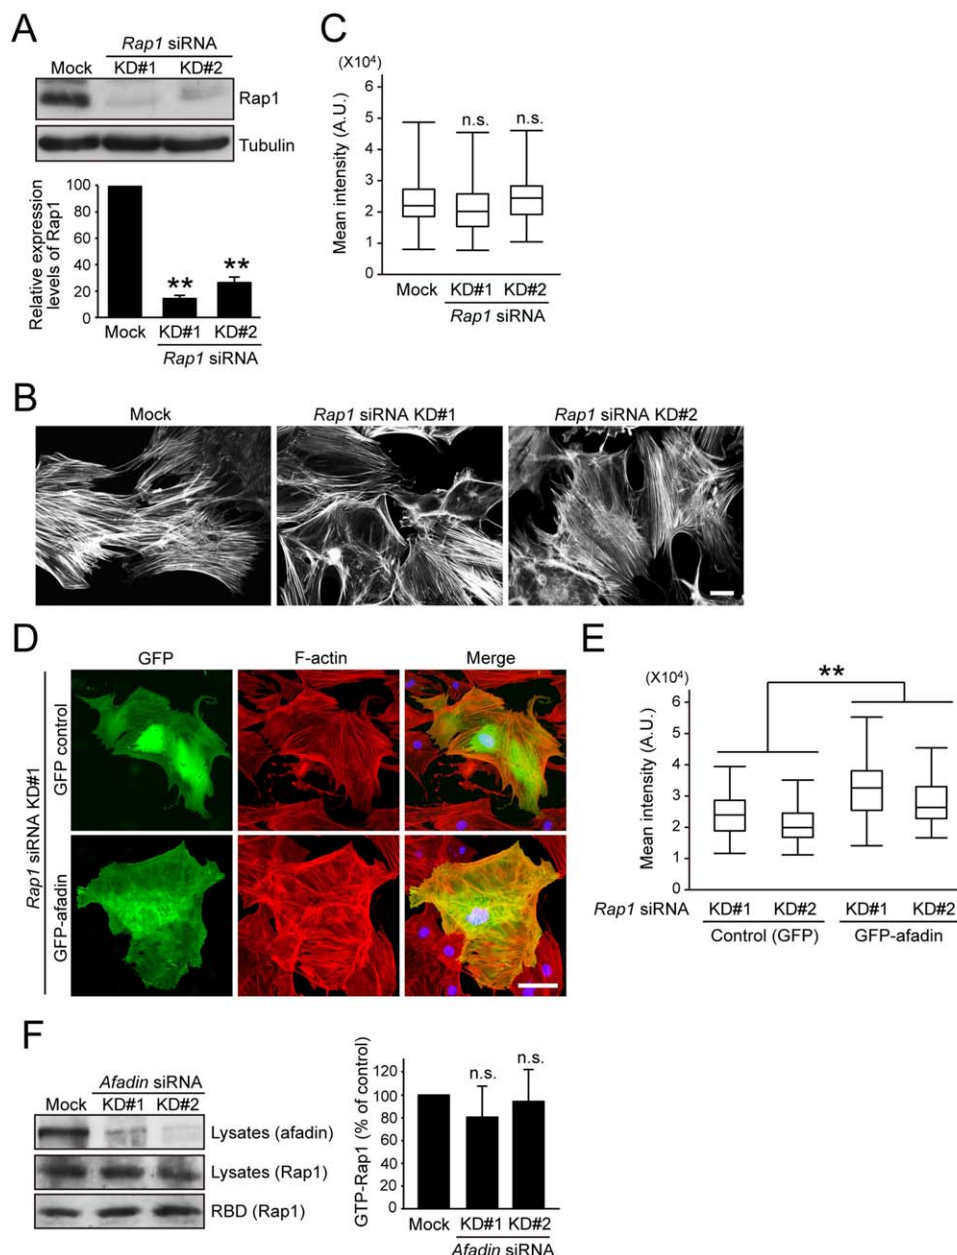 A
Rap1 siRNA
Mock KD#1 KD#2
Rap1
Tubulin
Relative expression
levels of Rap1
100
80
60
40
20
0
**
**
Mock KD#1 KD#2
Rap1 siRNA
C
(X10⁴)
Mean intensity (A.U.)
6
5
4
3
2
1
0
n.s.
n.s.
Mock KD#1 KD#2
Rap1 siRNA
B
Mock
Rap1 siRNA KD#1
Rap1 siRNA KD#2
D
GFP F-actin Merge
Rap1 siRNA KD#1
GFP control
GFP-afadin
E
(X10⁴)
Mean intensity (A.U.)
6
5
4
3
2
1
0
**
Rap1 siRNA KD#1 KD#2 KD#1 KD#2
Control (GFP) GFP-afadin
F
Afadin siRNA
Mock KD#1 KD#2
Lysates (afadin)
Lysates (Rap1)
RBD (Rap1)
GTP-Rap1 (% of control)
120
100
80
60
40
20
0
n.s.
n.s.
Mock KD#1 KD#2
Afadin siRNA